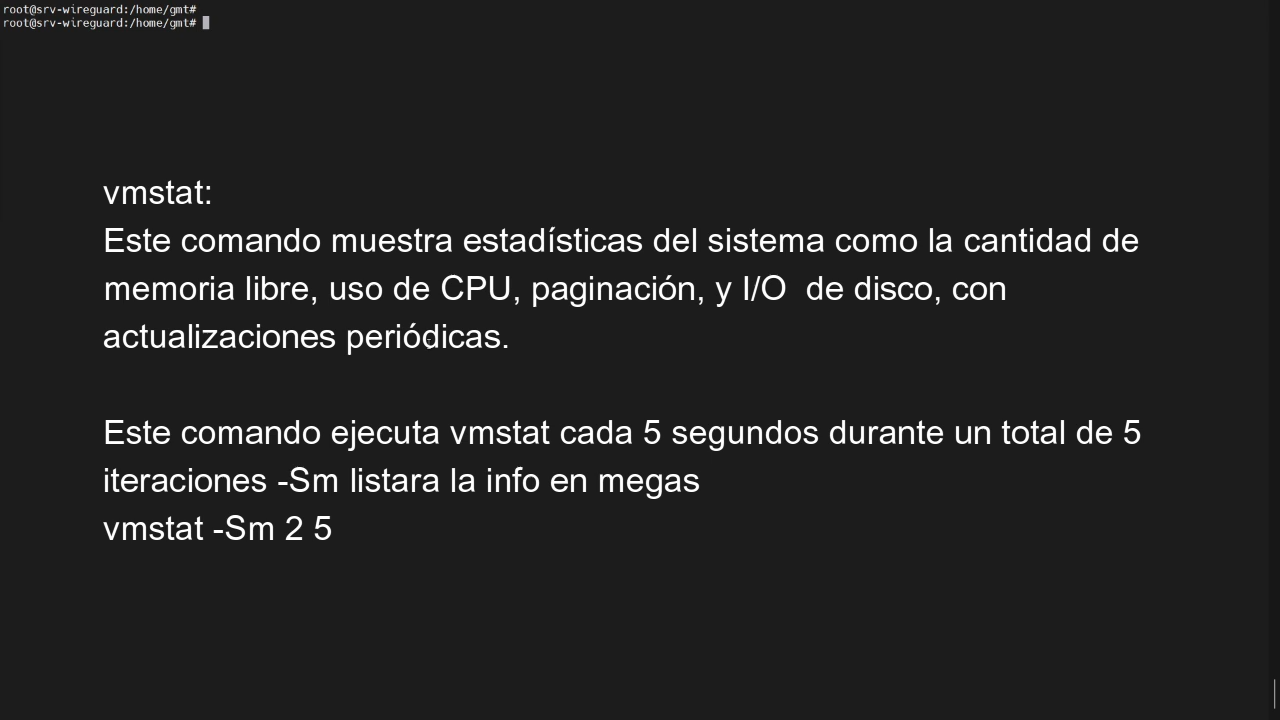 root@srv-wireguard:/home/gmt#
root@srv-wireguard:/home/gmt#
vmstat:
Este comando muestra estadísticas del sistema como la cantidad de
memoria libre, uso de CPU, paginación, y I/O  de disco, con
actualizaciones periódicas.
Este comando ejecuta vmstat cada 5 segundos durante un total de 5
iteraciones -Sm listara la info en megas
vmstat -Sm 2 5